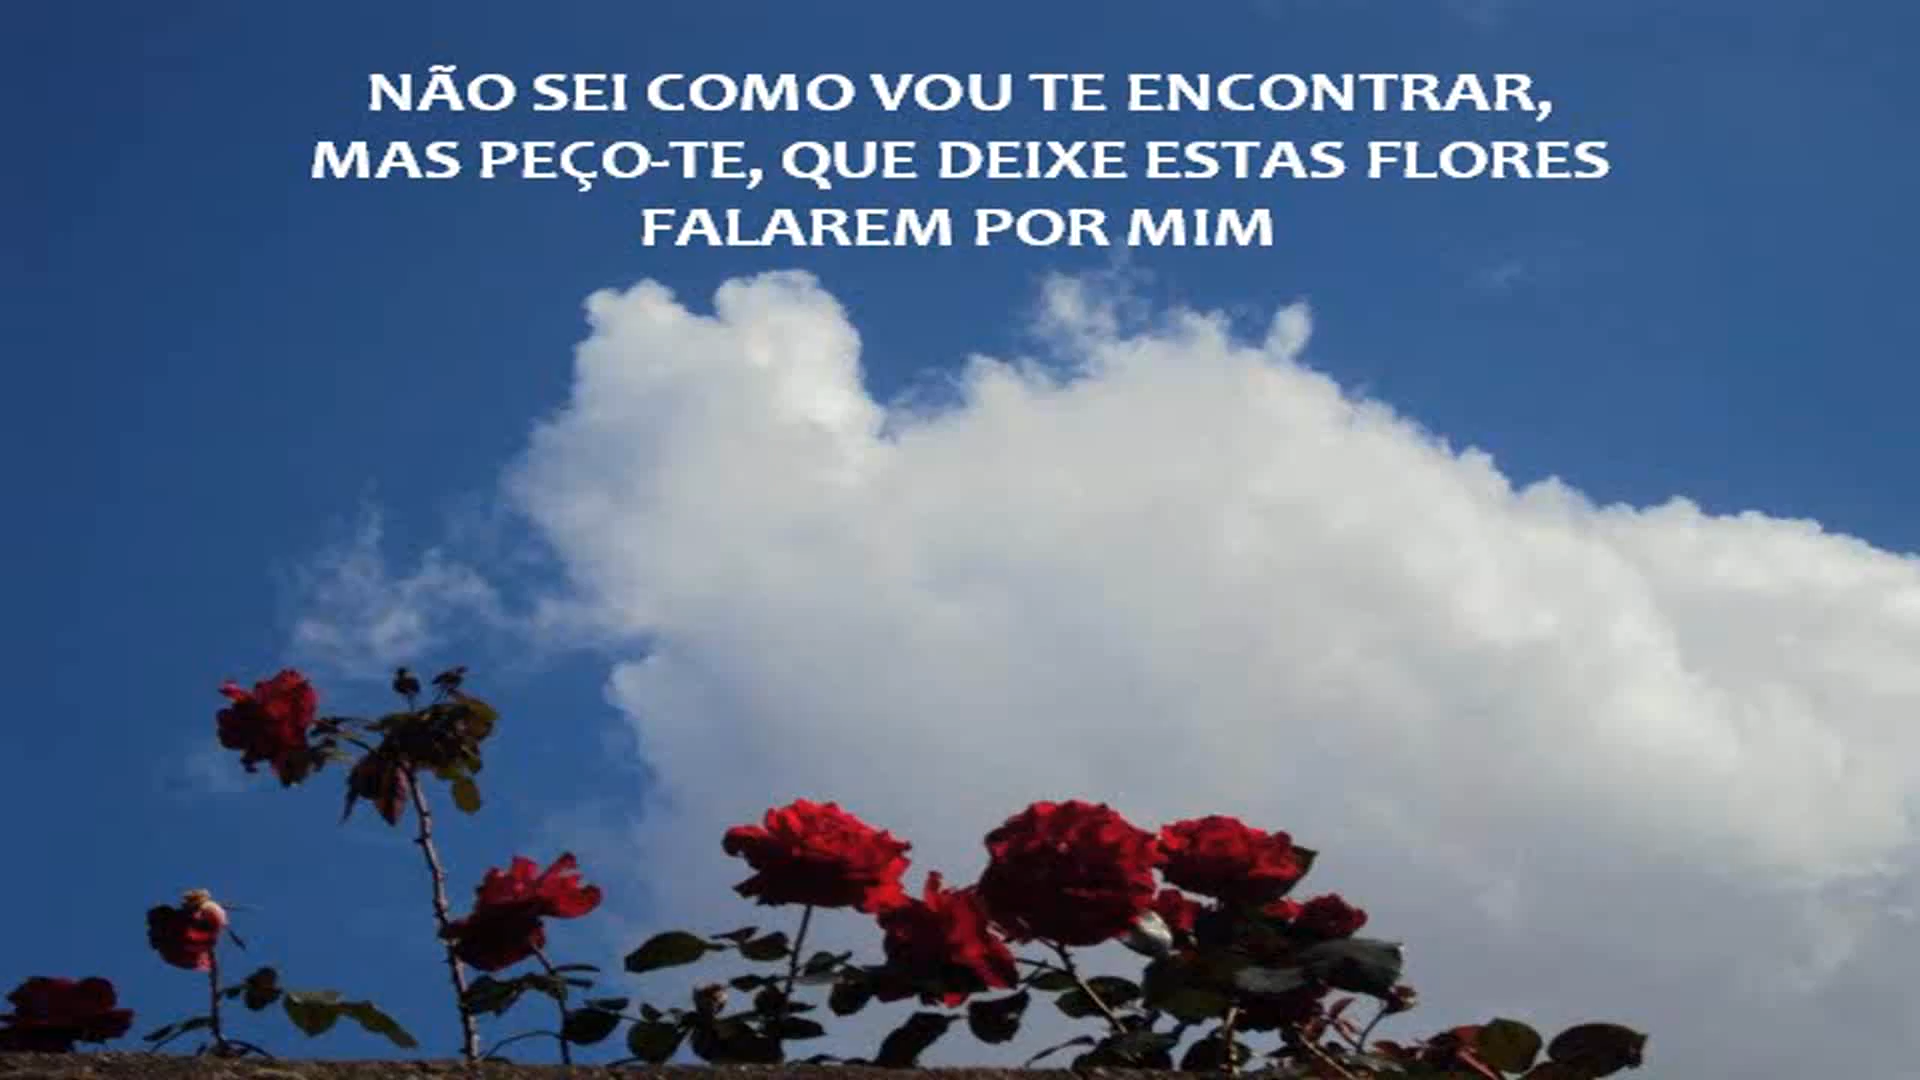 NÃO SEI COMO VOU TE ENCONTRAR,
MAS PEÇO-TE, QUE DEIXE ESTAS FLORES
FALAREM POR MIM